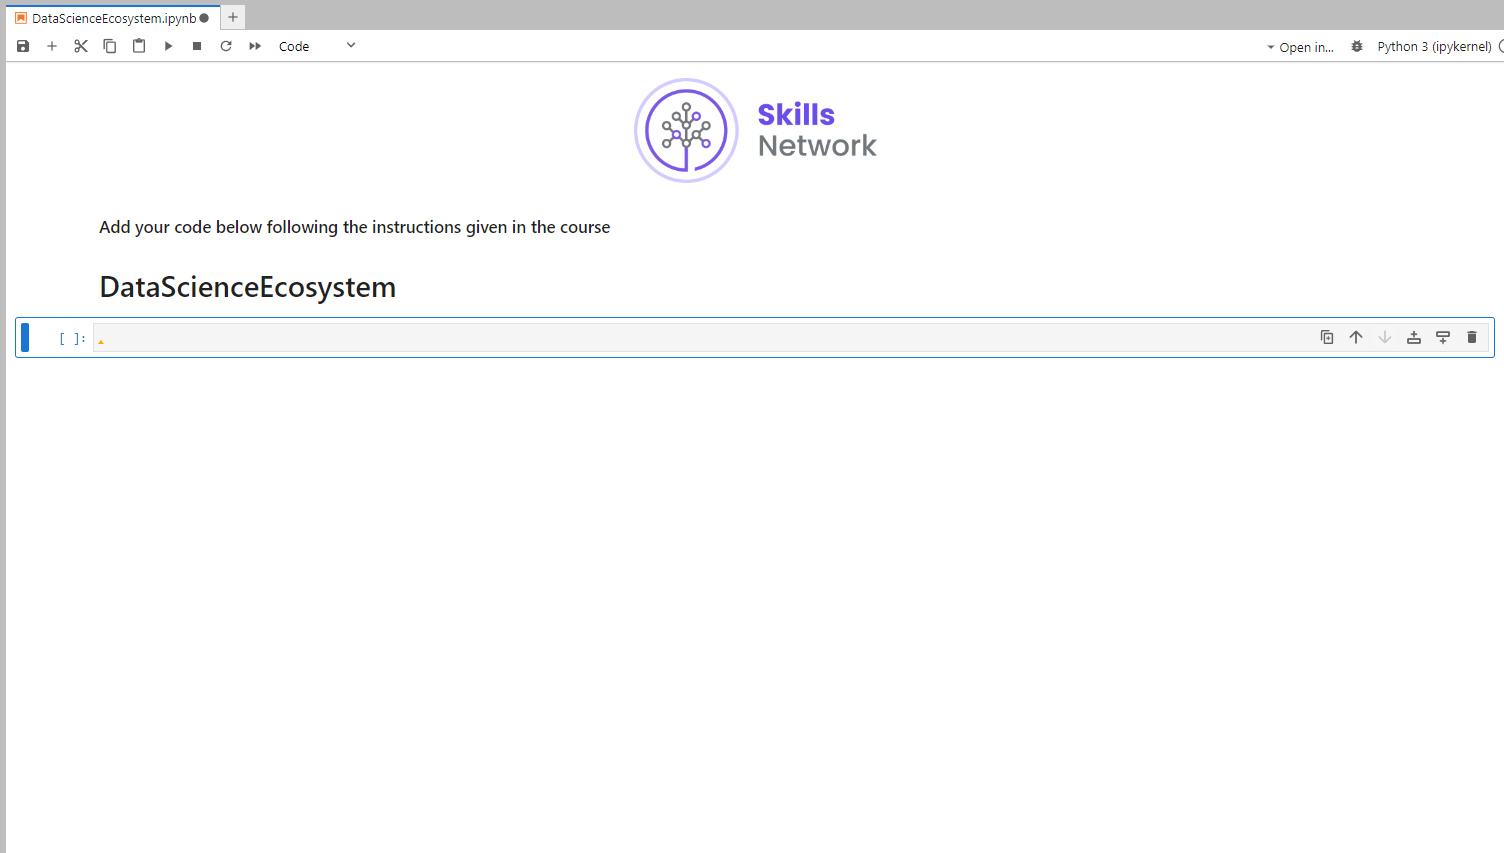 DataScienceEcosystem.ipynb
Code
Open in...
Python 3 (ipykernel)
Skills
Network
Add your code below following the instructions given in the course
DataScienceEcosystem
[ ]: